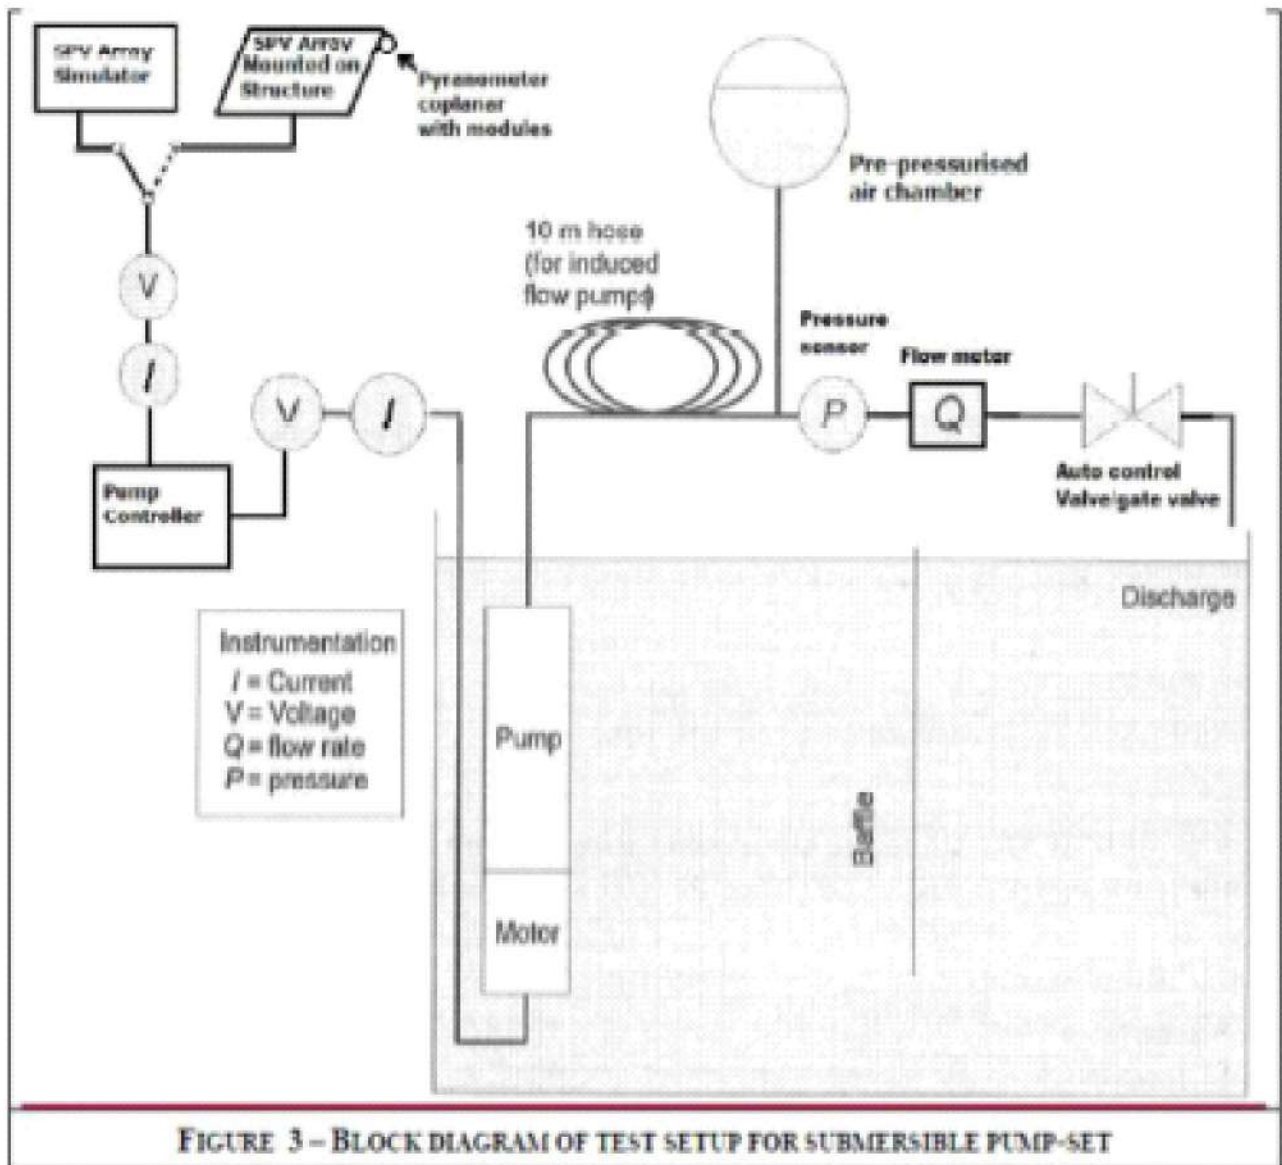 SPV Array
Simulator
SPV Array
Mounted on
Structure
Pyranometer
coplanar
with modules
Pre-pressurised
air chamber
10 m hose
(for induced
flow pumps)
Pressure
sensor
Flow meter
V
I
V
I
P
Q
Auto control
Valve/gate valve
Pump
Controller
Discharge
Instrumentation
I = Current
V = Voltage
Q = flow rate
P = pressure
Pump
Baffle
Motor
FIGURE 3 – BLOCK DIAGRAM OF TEST SETUP FOR SUBMERSIBLE PUMP-SET